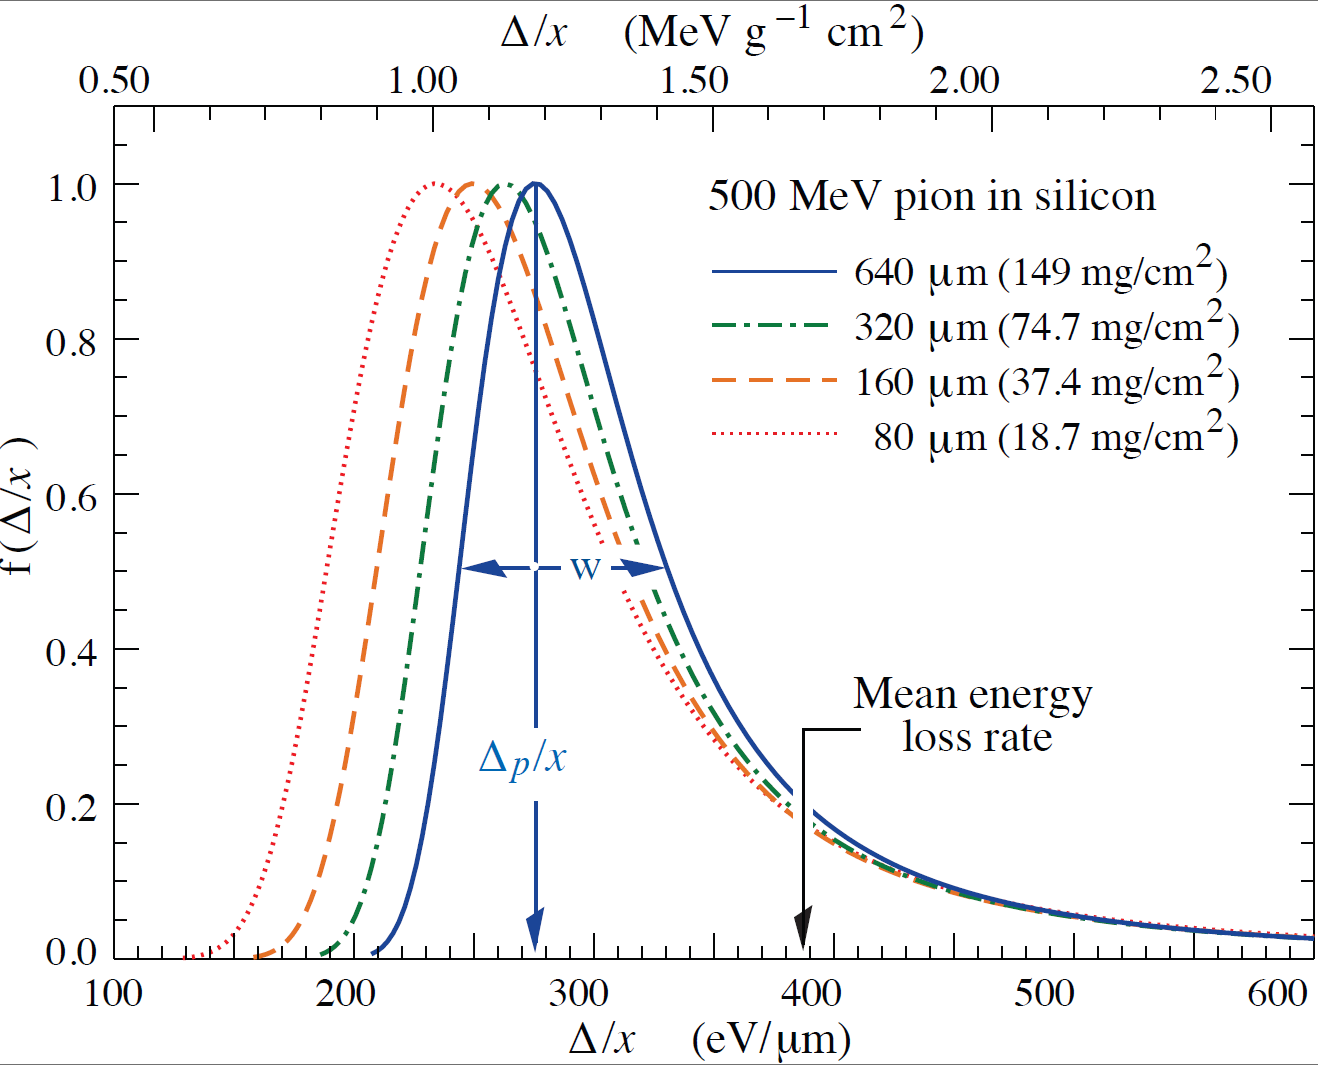 Δ/x (MeV g⁻¹ cm²)
0.50 1.00 1.50 2.00 2.50
500 MeV pion in silicon
640 μm (149 mg/cm²)
320 μm (74.7 mg/cm²)
160 μm (37.4 mg/cm²)
80 μm (18.7 mg/cm²)
1.0
0.8
0.6
0.4
0.2
0.0
f(Δ/x)
w
Δp/x
Mean energy
loss rate
100 200 300 400 500 600
Δ/x (eV/μm)